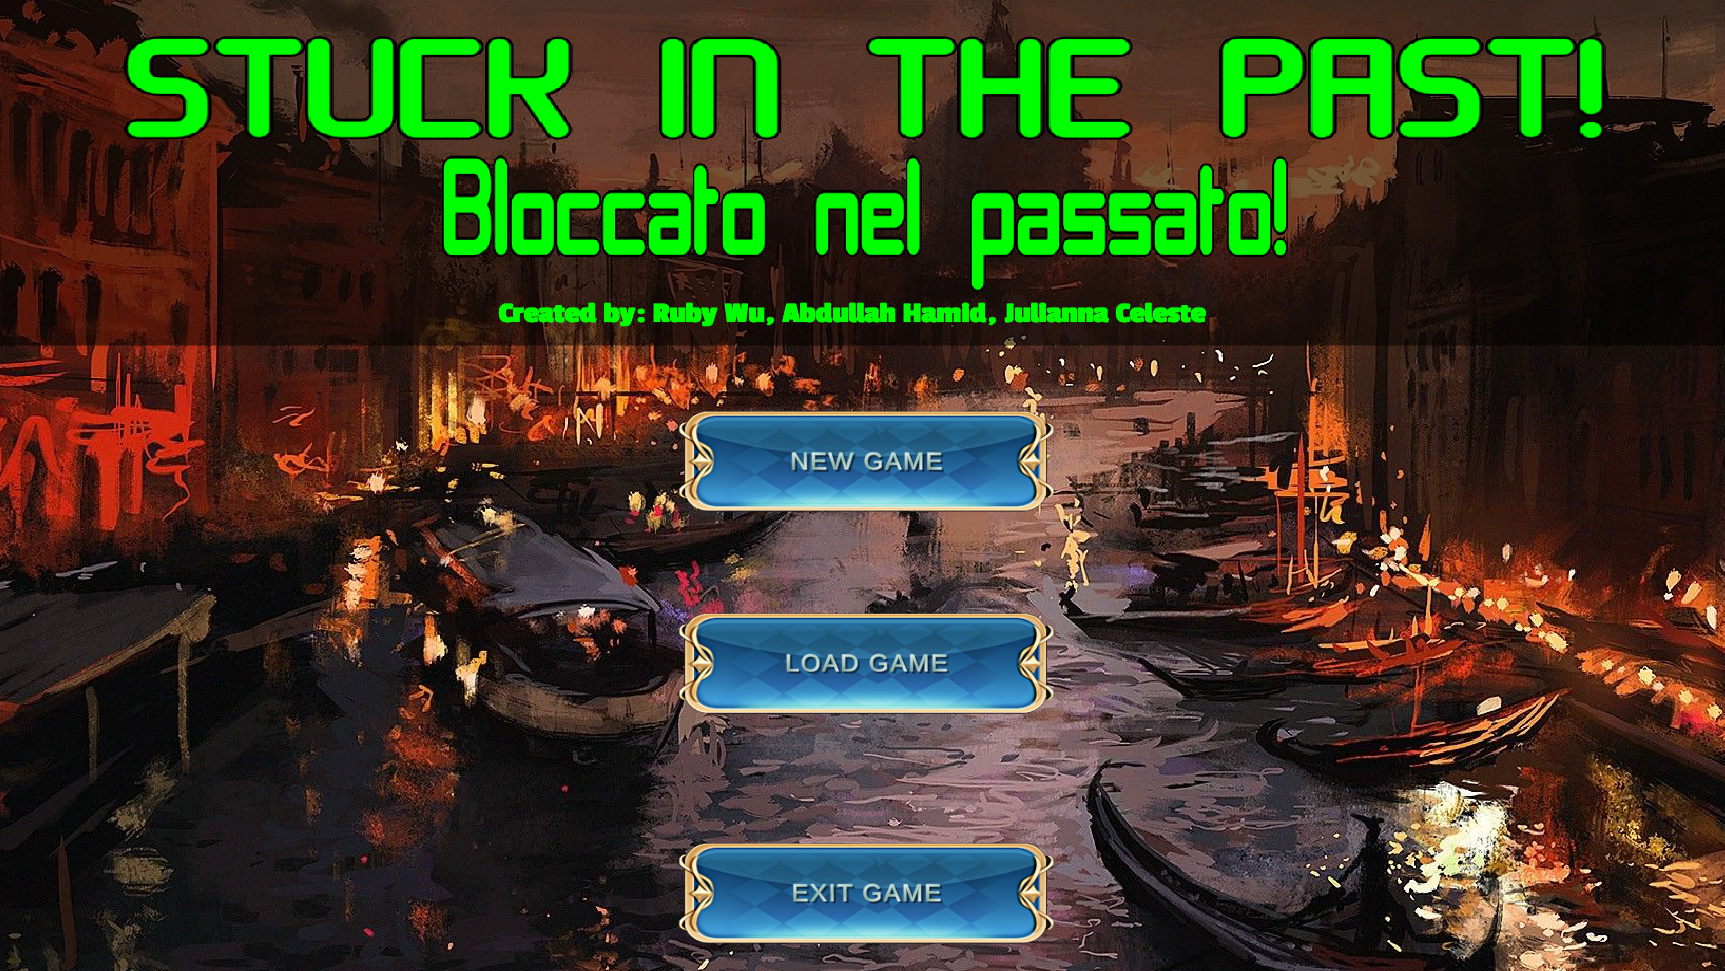 STUCK IN THE PAST!
Bloccato nel passato!
Created by: Ruby Wu, Abdullah Hamid, Julianna Celeste
NEW GAME
LOAD GAME
EXIT GAME